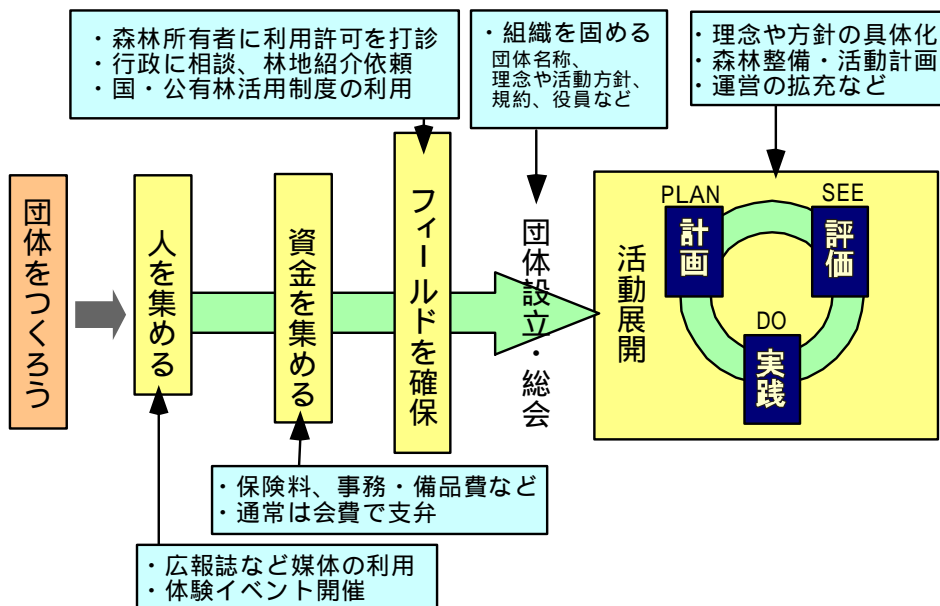 ・森林所有者に利用許可を打診
・行政に相談、林地紹介依頼
・国・公有林活用制度の利用
・組織を固める
団体名称、
理念や活動方針、
規約、役員など
・理念や方針の具体化
・森林整備・活動計画
・運営の拡充など
団体をつくろう
人を集める
資金を集める
フィールドを確保
団体設立・総会
活動展開
PLAN
計画
SEE
評価
DO
実践
・保険料、事務・備品費など
・通常は会費で支弁
・広報誌など媒体の利用
・体験イベント開催